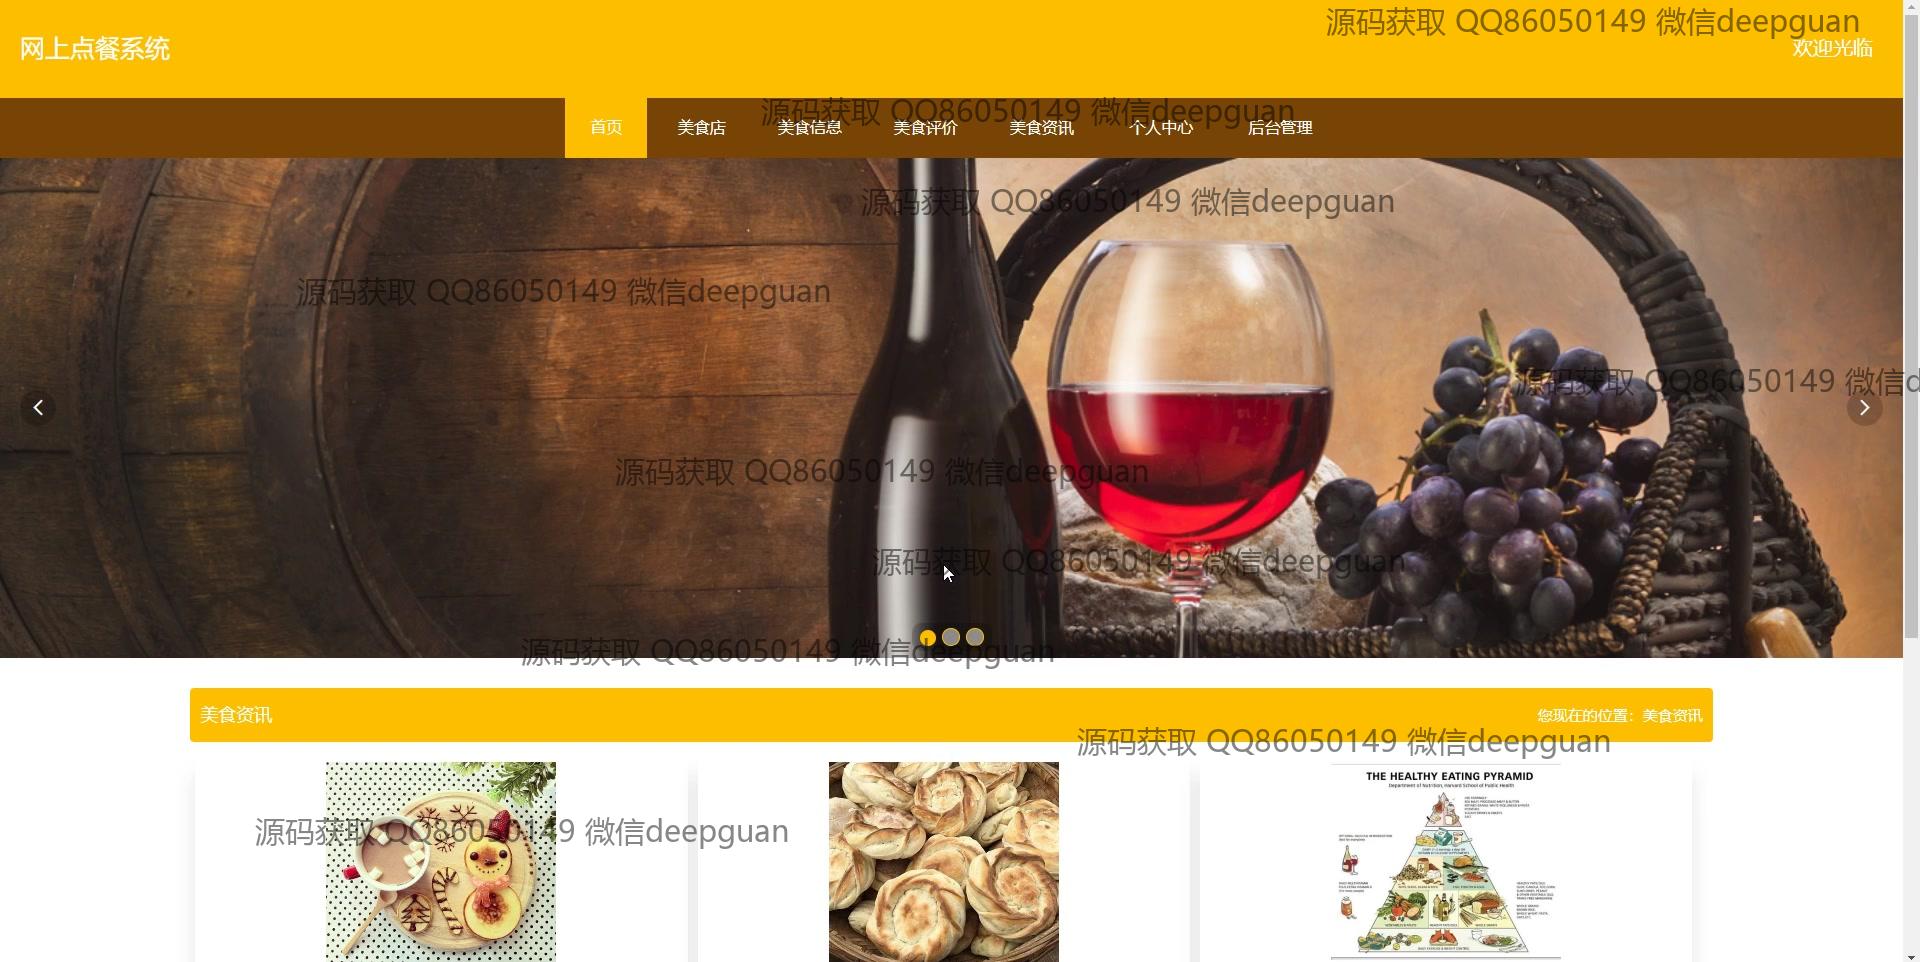 源码获取 QQ86050149 微信deepguan
网上点餐系统
欢迎光临
源码获取 QQ86050149 微信deepguan
首页 美食店 美食信息 美食评价 美食资讯 个人中心 后台管理
源码获取 QQ86050149 微信deepguan
源码获取 QQ86050149 微信deepguan
源码获取 QQ86050149 微信d
源码获取 QQ86050149 微信deepguan
源码获取 QQ86050149 微信deepguan
源码获取 QQ86050149 微信deepguan
美食资讯
您现在的位置：美食资讯
源码获取 QQ86050149 微信deepguan
THE HEALTHY EATING PYRAMID
Department of Nutrition, Harvard School of Public Health
源码获取 QQ86050149 微信deepguan